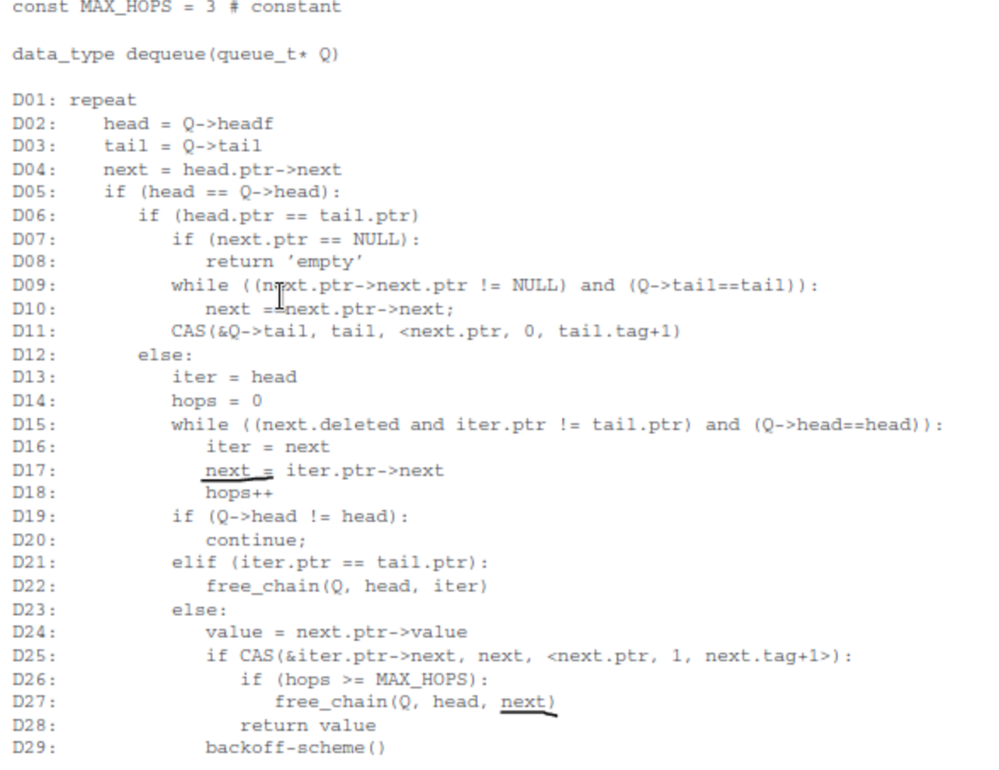 const MAX_HOPS = 3 # constant
data_type dequeue(queue_t* Q)
D01: repeat
D02: head = Q->headf
D03: tail = Q->tail
D04: next = head.ptr->next
D05: if (head == Q->head):
D06: if (head.ptr == tail.ptr)
D07: if (next.ptr == NULL):
D08: return ’empty’
D09: while ((next.ptr->next.ptr != NULL) and (Q->tail==tail)):
D10: next = next.ptr->next;
D11: CAS(&Q->tail, tail, <next.ptr, 0, tail.tag+1)
D12: else:
D13: iter = head
D14: hops = 0
D15: while ((next.deleted and iter.ptr != tail.ptr) and (Q->head==head)):
D16: iter = next
D17: next = iter.ptr->next
D18: hops++
D19: if (Q->head != head):
D20: continue;
D21: elif (iter.ptr == tail.ptr):
D22: free_chain(Q, head, iter)
D23: else:
D24: value = next.ptr->value
D25: if CAS(&iter.ptr->next, next, <next.ptr, 1, next.tag+1>):
D26: if (hops >= MAX_HOPS):
D27: free_chain(Q, head, next)
D28: return value
D29: backoff-scheme()